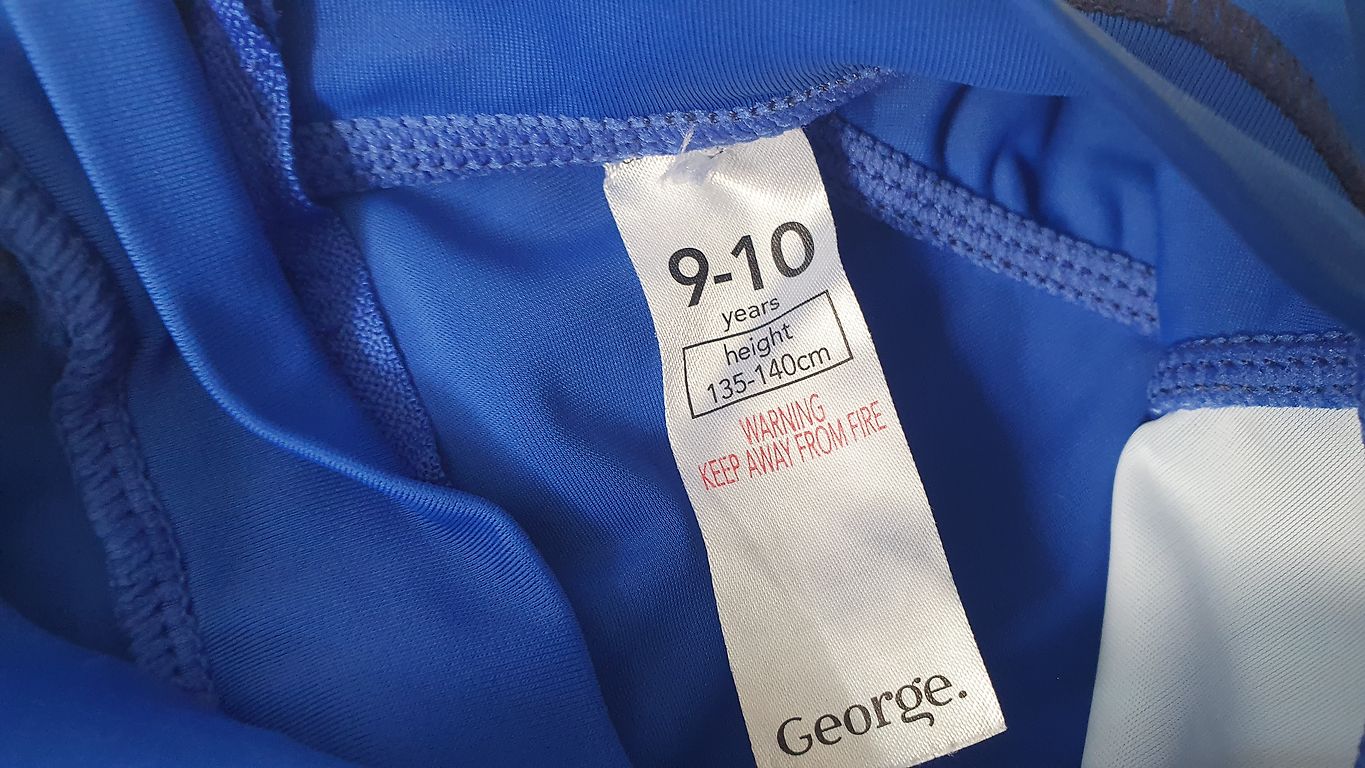 9-10
years
height
135-140cm
WARNING
KEEP AWAY FROM FIRE
George.